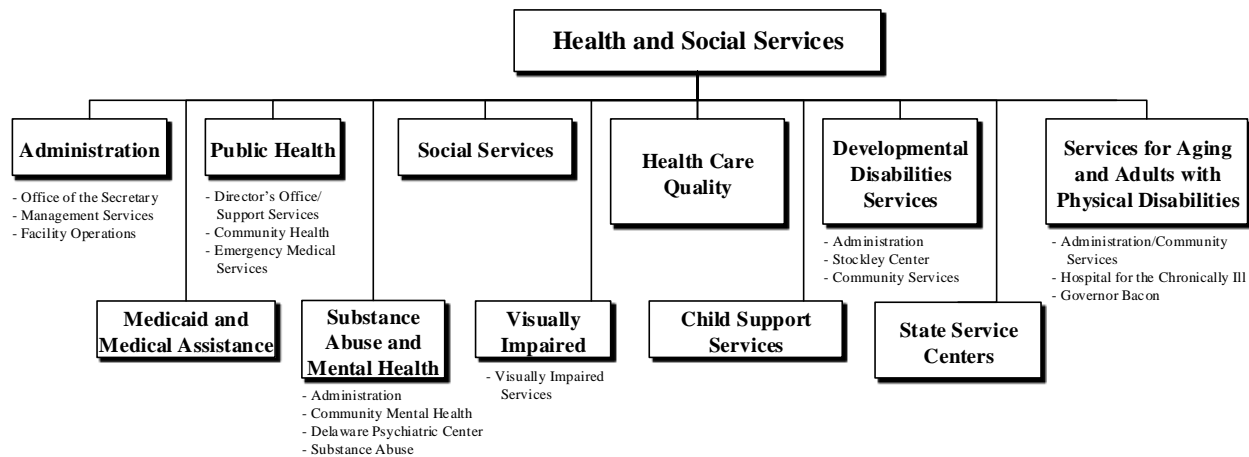 Health and Social Services
Administration
- Office of the Secretary
- Management Services
- Facility Operations
Public Health
- Director's Office/
Support Services
- Community Health
- Emergency Medical
Services
Social Services
Health Care
Quality
Developmental
Disabilities
Services
- Administration
- Stockley Center
- Community Services
Services for Aging
and Adults with
Physical Disabilities
- Administration/Community
Services
- Hospital for the Chronically Ill
- Governor Bacon
Medicaid and
Medical Assistance
Substance
Abuse and
Mental Health
- Administration
- Community Mental Health
- Delaware Psychiatric Center
- Substance Abuse
Visually
Impaired
- Visually Impaired
Services
Child Support
Services
State Service
Centers